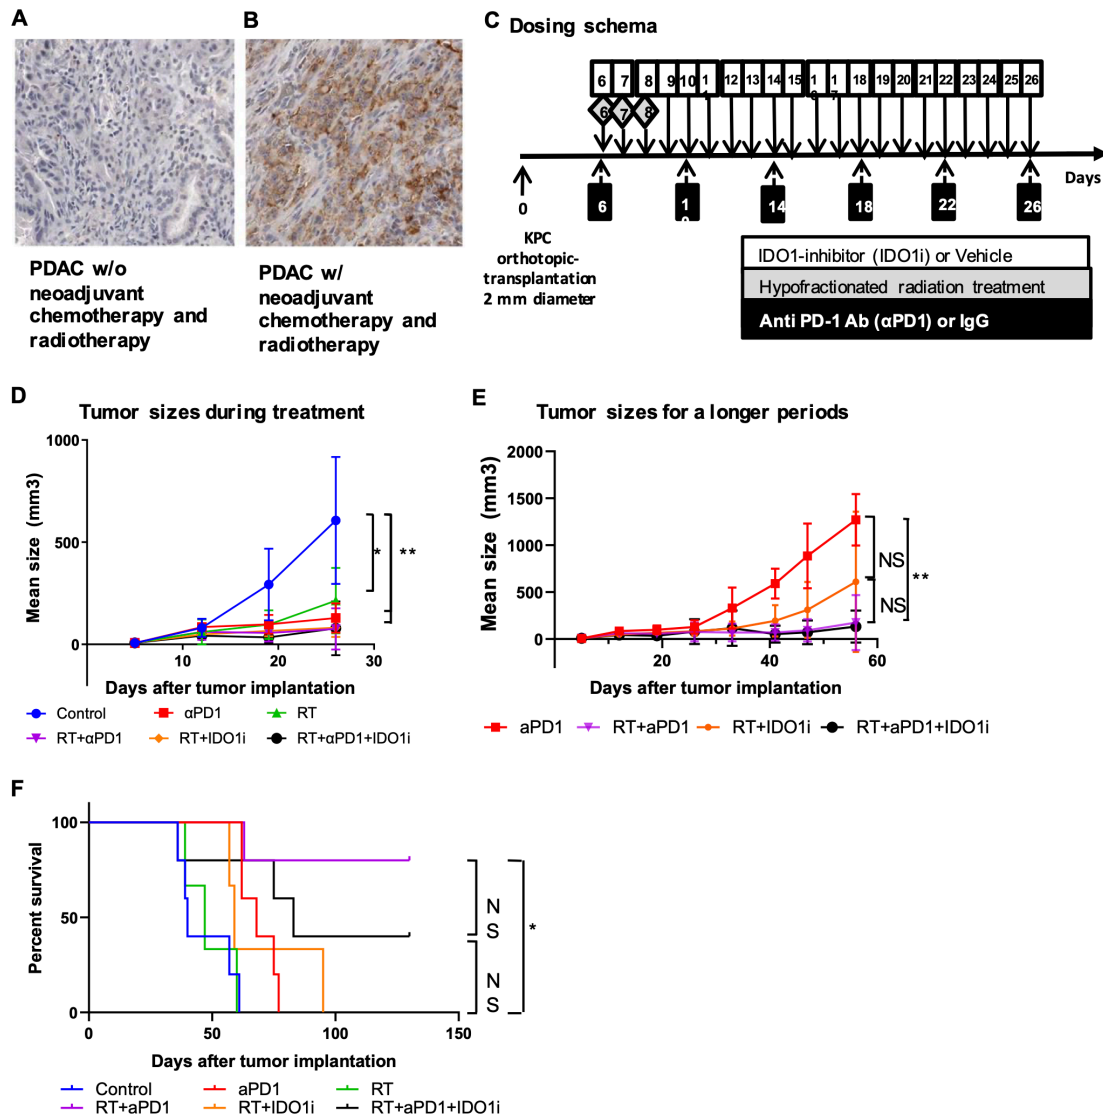 A
B
C Dosing schema
6 7 8 9 10 1 12 13 14 15 1 1 18 19 20 21 22 23 24 25 26
6 7 8
Days
0
6 1 14 18 22 26
KPC
orthotopic-
transplantation
2 mm diameter
IDO1-inhibitor (IDO1i) or Vehicle
Hypofractionated radiation treatment
Anti PD-1 Ab (αPD1) or IgG
PDAC w/o
neoadjuvant
chemotherapy and
radiotherapy
PDAC w/
neoadjuvant
chemotherapy and
radiotherapy
D
Tumor sizes during treatment
1000
500
0
10 20 30
Mean size (mm3)
* **
Days after tumor implantation
Control αPD1 RT
RT+αPD1 RT+IDO1i RT+αPD1+IDO1i
E
Tumor sizes for a longer periods
2000
1500
1000
500
0
20 40 60
Mean size (mm3)
NS
NS
**
Days after tumor implantation
aPD1 RT+aPD1 RT+IDO1i RT+aPD1+IDO1i
F
100
50
0
0 50 100 150
Percent survival
N
S
N
S
*
Days after tumor implantation
Control aPD1 RT
RT+aPD1 RT+IDO1i RT+aPD1+IDO1i